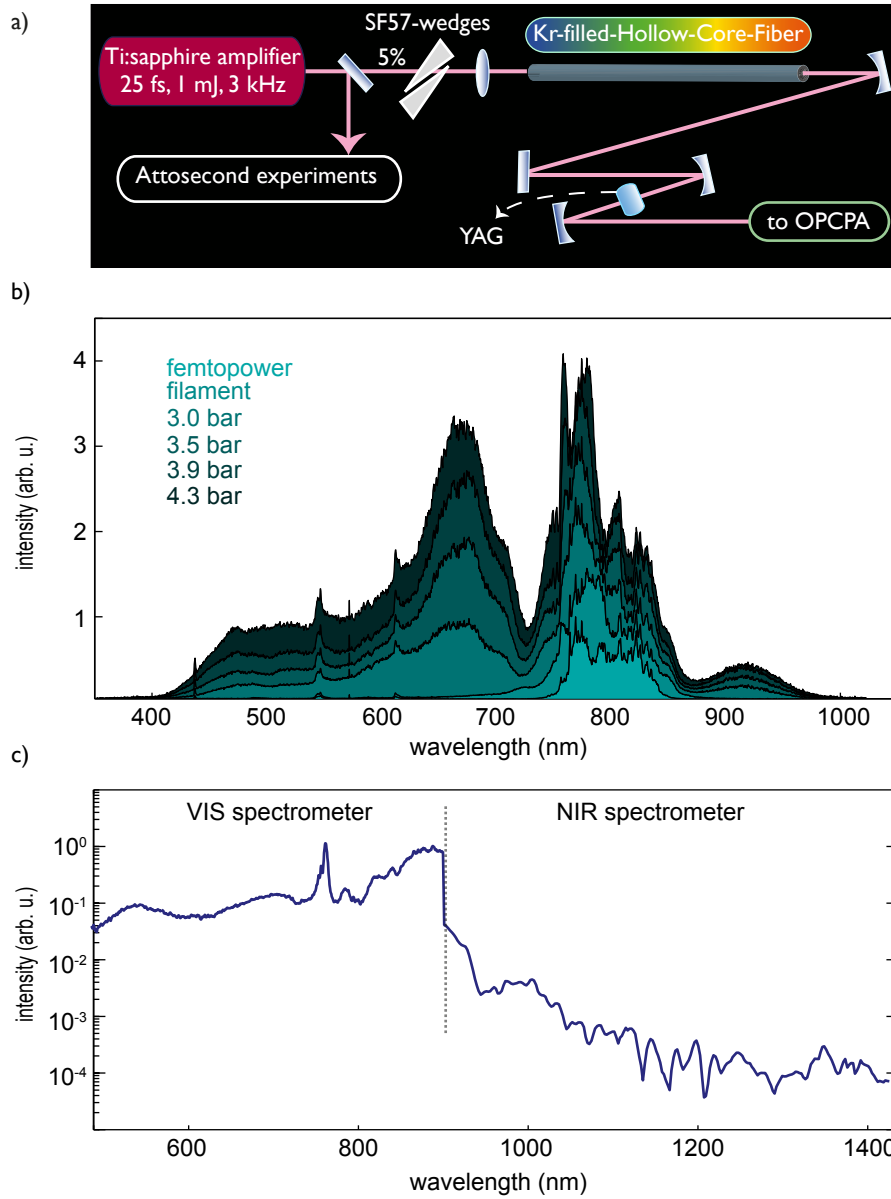 a)
SF57-wedges
Ti:sapphire amplifier
25 fs, 1 mJ, 3 kHz
5%
Kr-filled-Hollow-Core-Fiber
Attosecond experiments
YAG
to OPCPA
b)
intensity (arb. u.)
4
3
2
1
femtopower
filament
3.0 bar
3.5 bar
3.9 bar
4.3 bar
400 500 600 700 800 900 1000
wavelength (nm)
c)
VIS spectrometer NIR spectrometer
intensity (arb. u.)
10⁰
10⁻¹
10⁻²
10⁻³
10⁻⁴
600 800 1000 1200 1400
wavelength (nm)